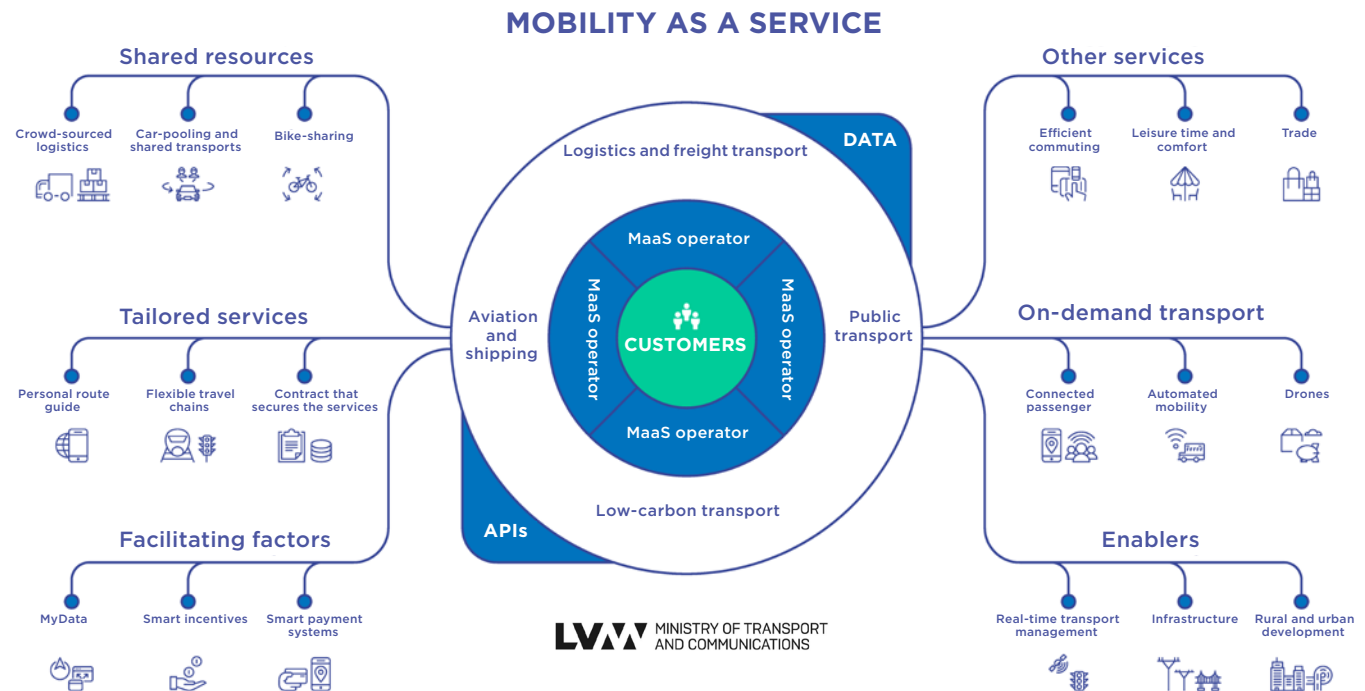 MOBILITY AS A SERVICE
Shared resources
Crowd-sourced
logistics
Car-pooling and
shared transports
Bike-sharing
Tailored services
Personal route
guide
Flexible travel
chains
Contract that
secures the services
Facilitating factors
MyData
Smart incentives
Smart payment
systems
DATA
Logistics and freight transport
MaaS operator
MaaS operator
MaaS operator
MaaS operator
CUSTOMERS
Aviation
and
shipping
Public
transport
Low-carbon transport
APIs
LVM MINISTRY OF TRANSPORT
AND COMMUNICATIONS
Other services
Efficient
commuting
Leisure time and
comfort
Trade
On-demand transport
Connected
passenger
Automated
mobility
Drones
Enablers
Real-time transport
management
Infrastructure
Rural and urban
development